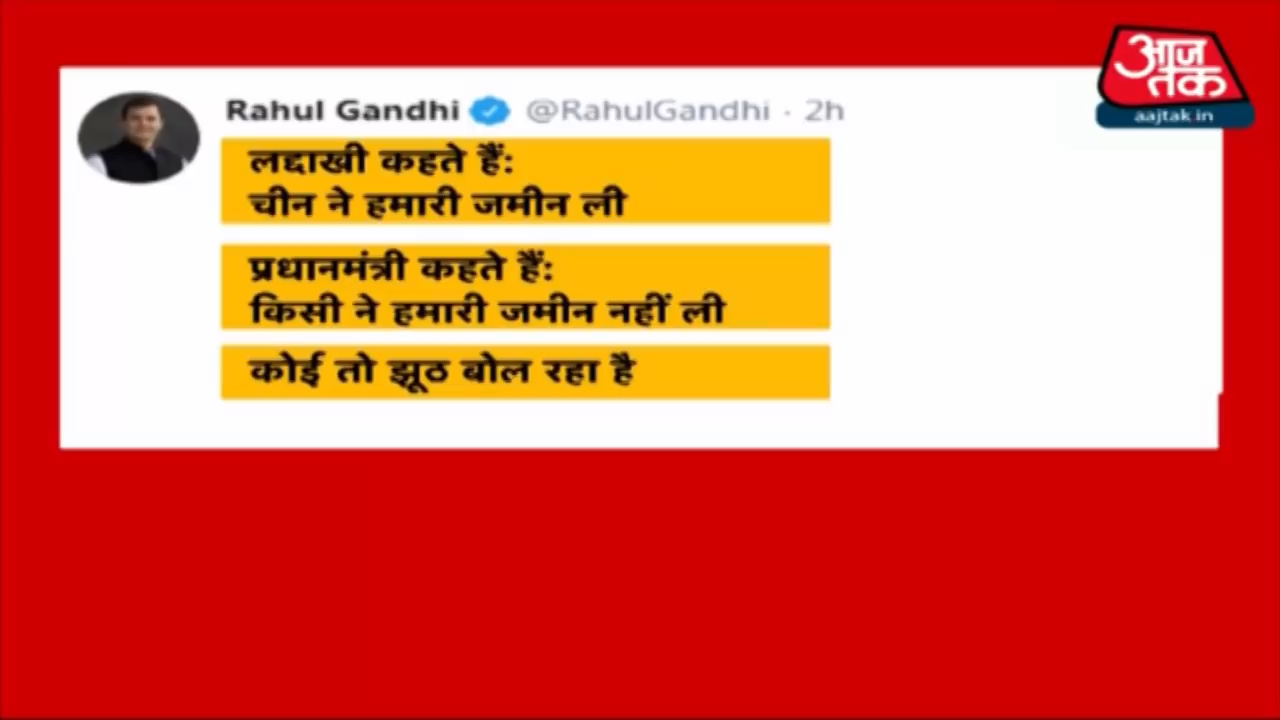 आज
तक
aajtak.in
Rahul Gandhi @RahulGandhi · 2h
लद्दाखी कहते हैं:
चीन ने हमारी जमीन ली
प्रधानमंत्री कहते हैं:
किसी ने हमारी जमीन नहीं ली
कोई तो झूठ बोल रहा है